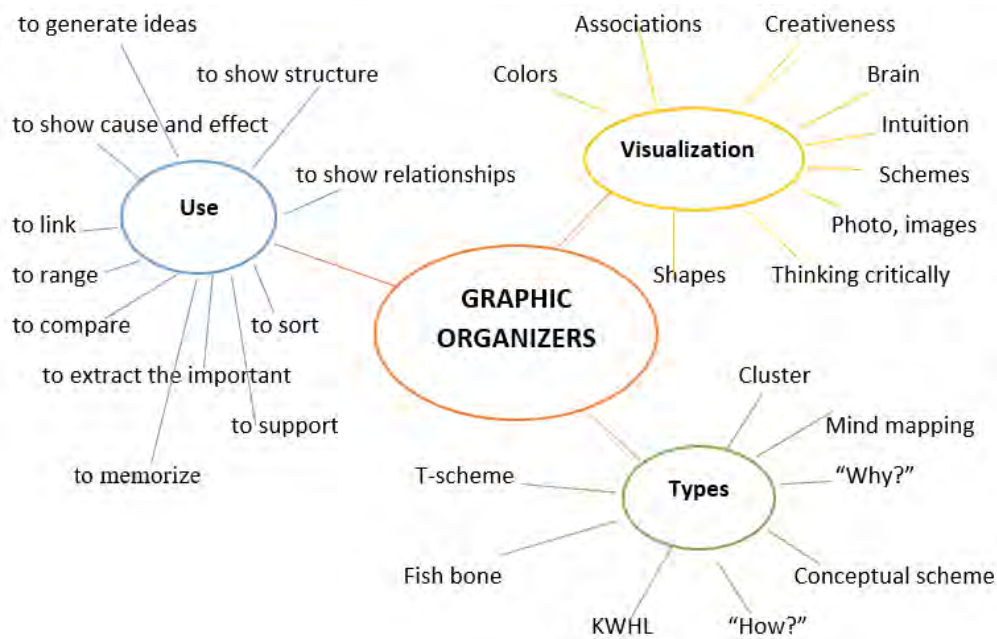 to generate ideas
to show structure
to show cause and effect
to show relationships
Use
to link
to range
to compare
to sort
to extract the important
to support
to memorize
Associations
Creativeness
Colors
Brain
Visualization
Intuition
Schemes
Photo, images
Shapes
Thinking critically
GRAPHIC
ORGANIZERS
Cluster
Mind mapping
T-scheme
Types
“Why?”
Fish bone
Conceptual scheme
KWHL
“How?”